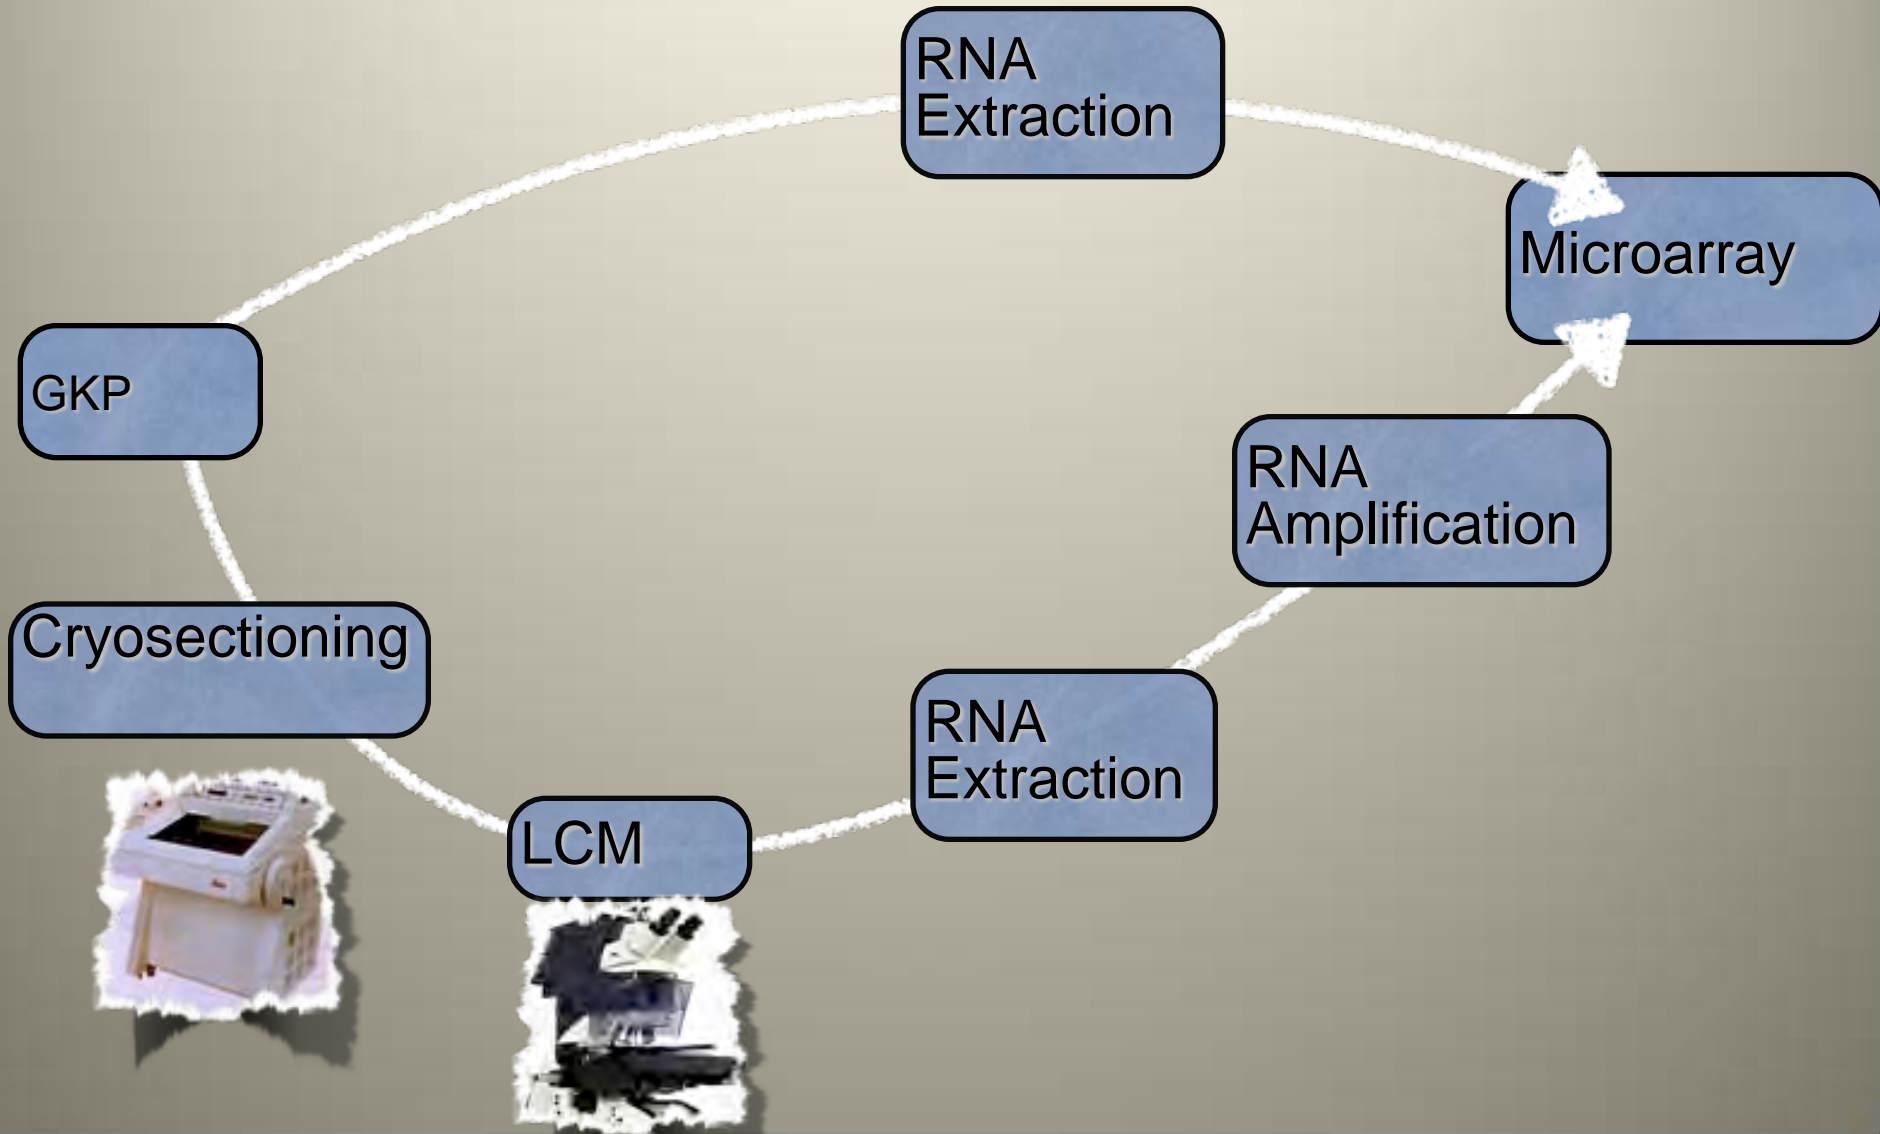 RNA
Extraction
Microarray
GKP
RNA
Amplification
Cryosectioning
RNA
Extraction
LCM